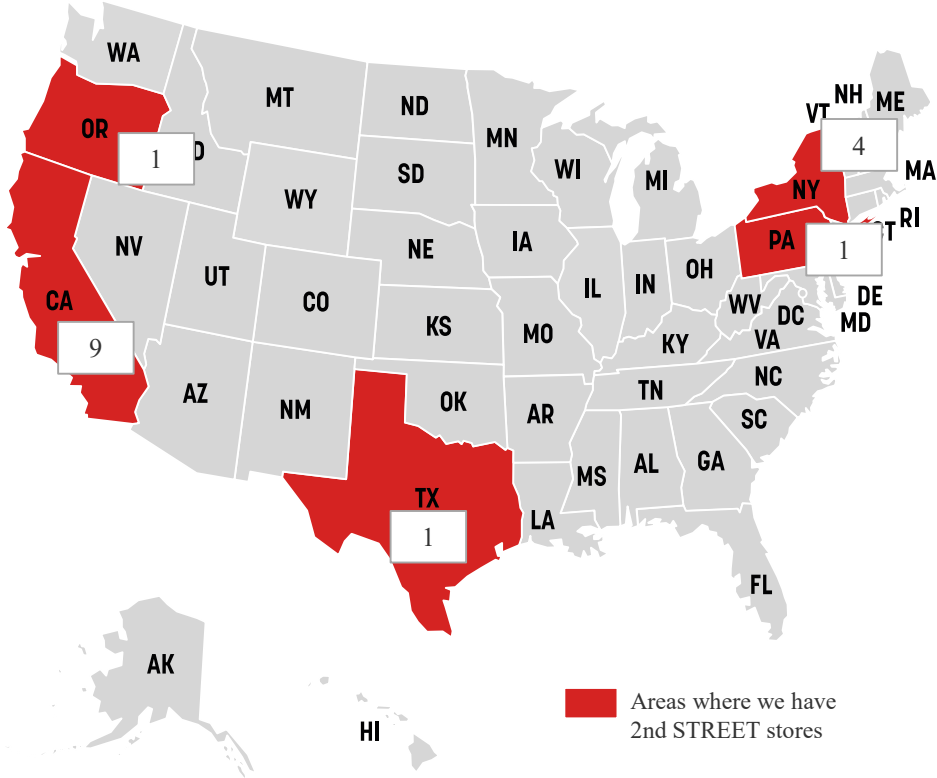 WA
MT
ND
MN
OR
1
D
SD
WI
MI
VT
NH
ME
4
MA
WY
NY
RI
CT
NV
NE
IA
PA
1
UT
CO
IL
IN
OH
CA
KS
MO
WV
DC
DE
MD
VA
KY
9
AZ
NM
OK
AR
TN
NC
SC
MS
AL
GA
TX
1
LA
FL
AK
HI
Areas where we have
2nd STREET stores